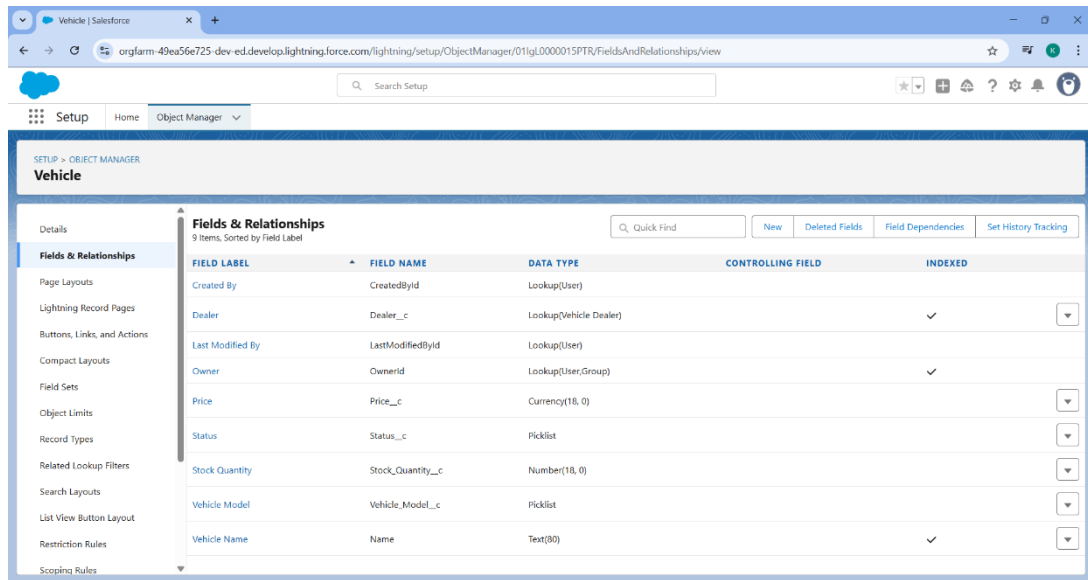 Vehicle | Salesforce
orgfarm-49ea56e725-dev-ed.develop.lightning.force.com/lightning/setup/ObjectManager/01IgL0000015PTR/FieldsAndRelationships/view
K
Search Setup
Setup Home Object Manager
SETUP > OBJECT MANAGER
Vehicle
Details
Fields & Relationships
Page Layouts
Lightning Record Pages
Buttons, Links, and Actions
Compact Layouts
Field Sets
Object Limits
Record Types
Related Lookup Filters
Search Layouts
List View Button Layout
Restriction Rules
Scoping Rules
Fields & Relationships
9 Items, Sorted by Field Label
Quick Find New Deleted Fields Field Dependencies Set History Tracking
FIELD LABEL FIELD NAME DATA TYPE CONTROLLING FIELD INDEXED
Created By CreatedById Lookup(User)
Dealer Dealer__c Lookup(Vehicle Dealer)
Last Modified By LastModifiedById Lookup(User)
Owner OwnerId Lookup(User,Group)
Price Price__c Currency(18, 0)
Status Status__c Picklist
Stock Quantity Stock_Quantity__c Number(18, 0)
Vehicle Model Vehicle_Model__c Picklist
Vehicle Name Name Text(80)